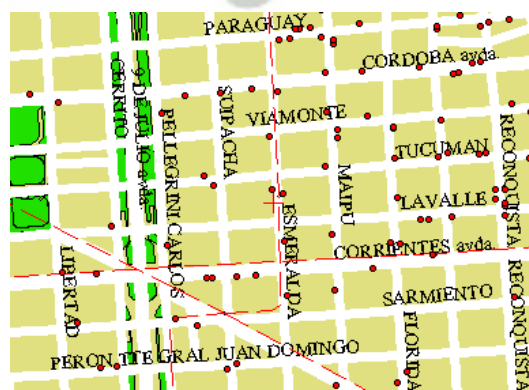 PARAGUAY
CORDOBA avda.
CERRITO
9 DE JULIO avda.
PELLEGRINI,CARLOS
SUIPACHA
VIAMONTE
MAIPU
TUCUMAN
RECONQUISTA
LAVALLE
ESMERALDA
CORRIENTES avda.
LIBERTAD
SARMIENTO
FLORIDA
RECONQUIST
PERON,TTE GRAL JUAN DOMINGO